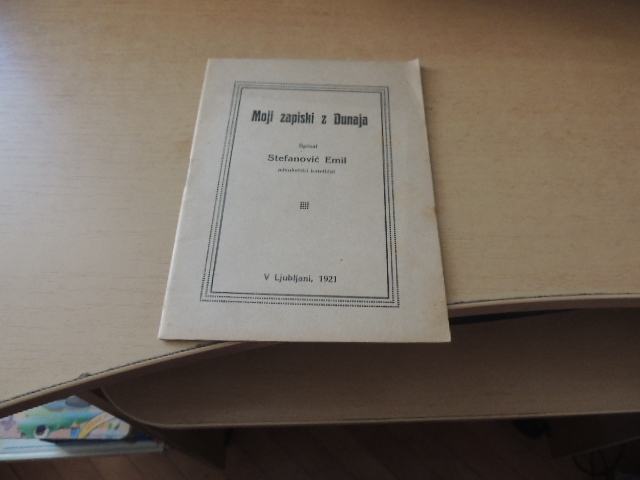 Moji zapiski z Dunaja
Spisal
Stefanović Emil
V Ljubljani, 1921